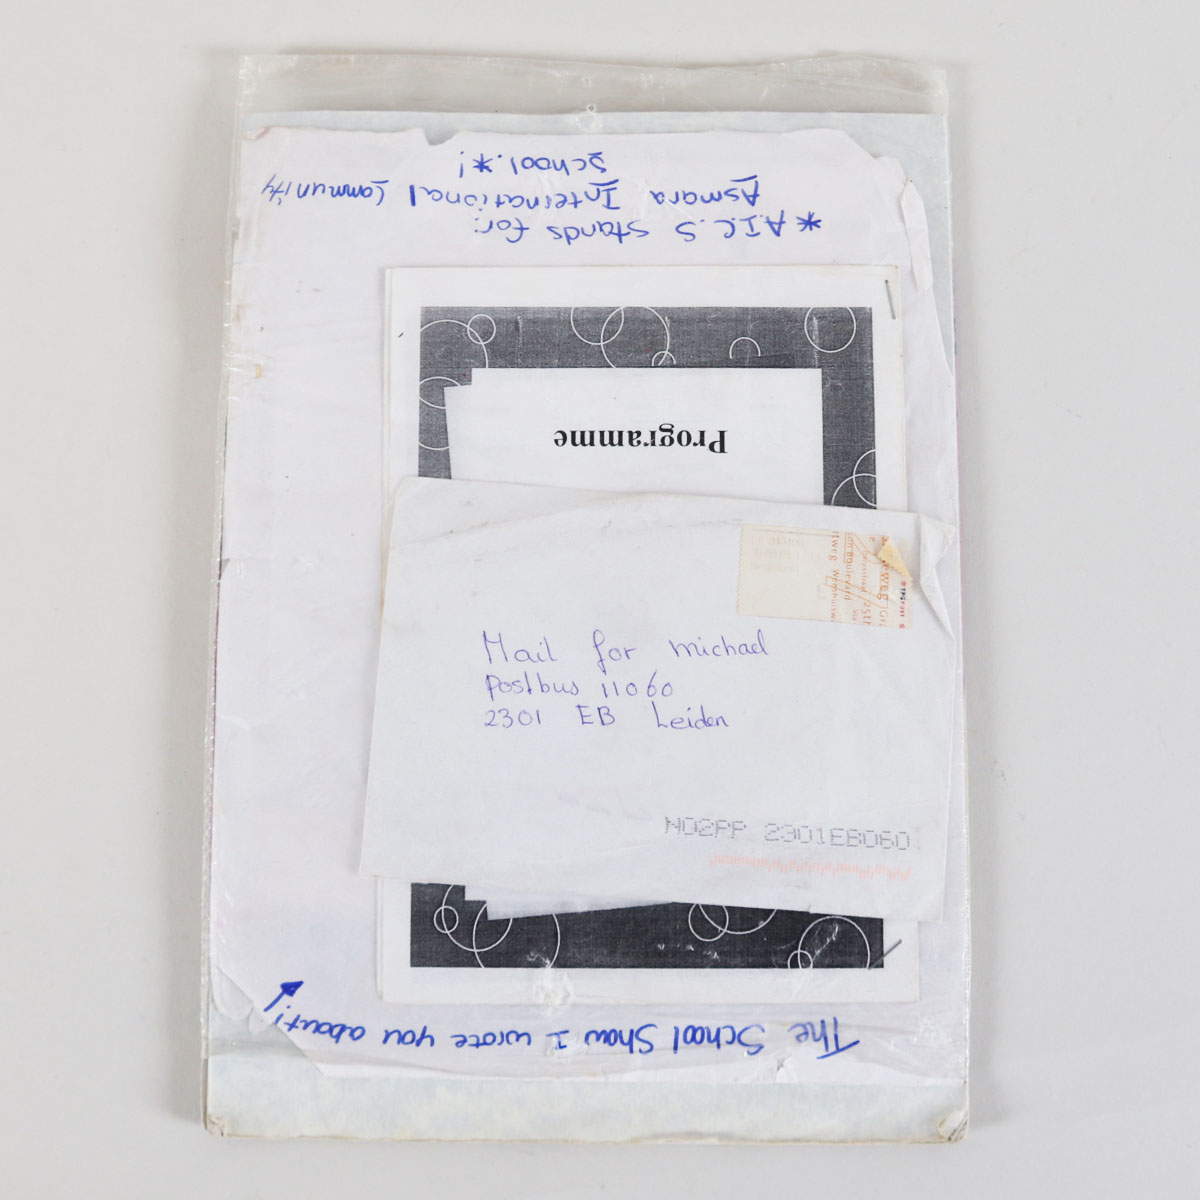 The School Show I wrote you about!
Programme
*A.I.C.S stands for:
Asmara International Community
School.*!
Mail for michael
Postbus 11060
2301 EB Leiden
N02PP 2301EB060